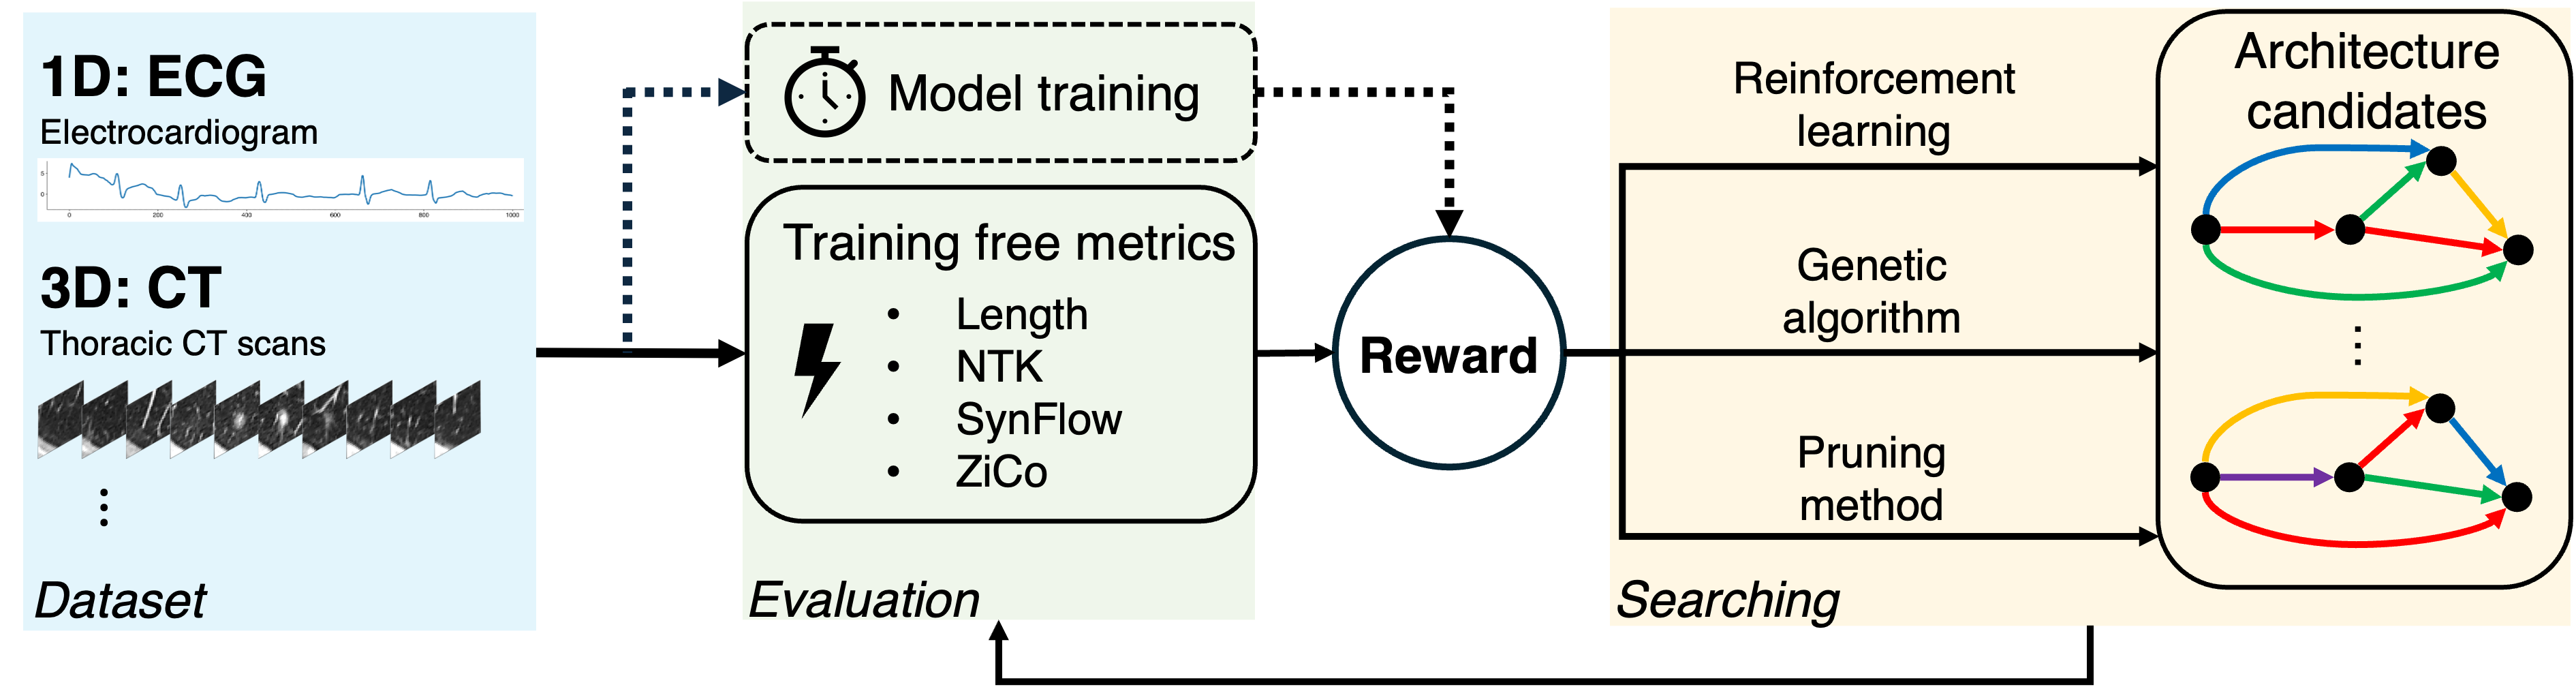 1D: ECG
Electrocardiogram
5
0
0 200 400 600 800 1000
3D: CT
Thoracic CT scans
Dataset
Model training
Training free metrics
• Length
• NTK
• SynFlow
• ZiCo
Evaluation
Reward
Reinforcement
learning
Genetic
algorithm
Pruning
method
Searching
Architecture
candidates